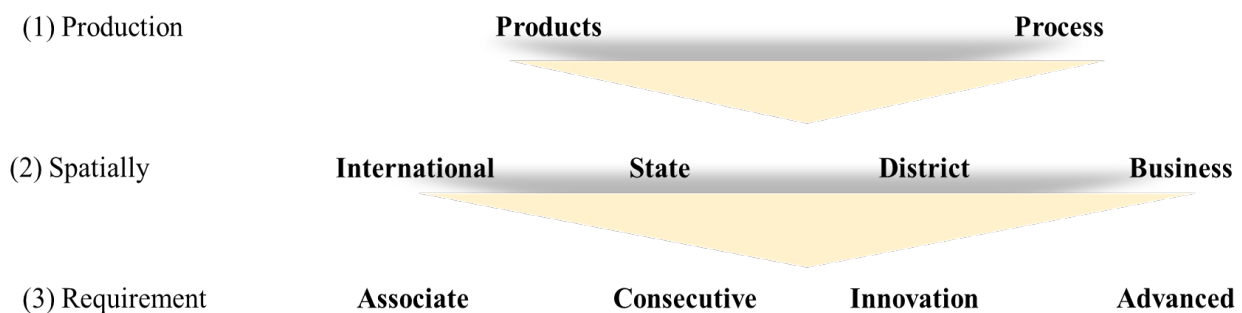 (1) Production Products Process
(2) Spatially International State District Business
(3) Requirement Associate Consecutive Innovation Advanced